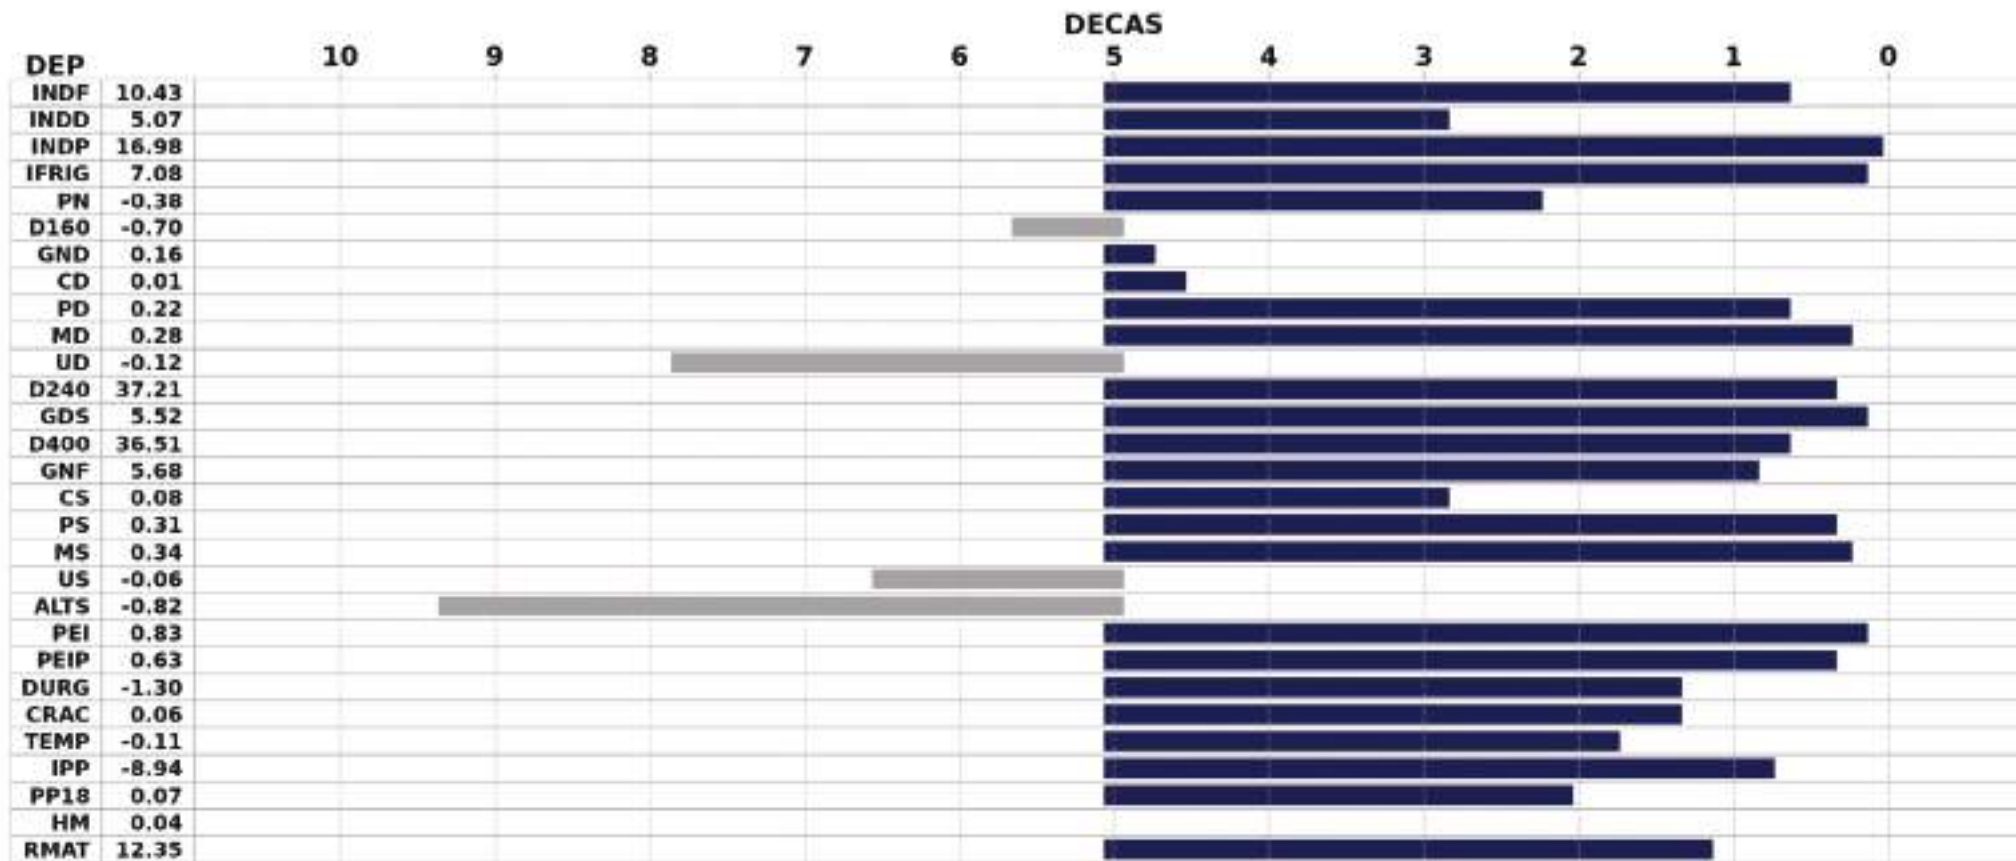 DECAS
DEP 10 9 8 7 6 5 4 3 2 1 0
INDF 10.43
INDD 5.07
INDP 16.98
IFRIG 7.08
PN -0.38
D160 -0.70
GND 0.16
CD 0.01
PD 0.22
MD 0.28
UD -0.12
D240 37.21
GDS 5.52
D400 36.51
GNF 5.68
CS 0.08
PS 0.31
MS 0.34
US -0.06
ALTS -0.82
PEI 0.83
PEIP 0.63
DURG -1.30
CRAC 0.06
TEMP -0.11
IPP -8.94
PP18 0.07
HM 0.04
RMAT 12.35